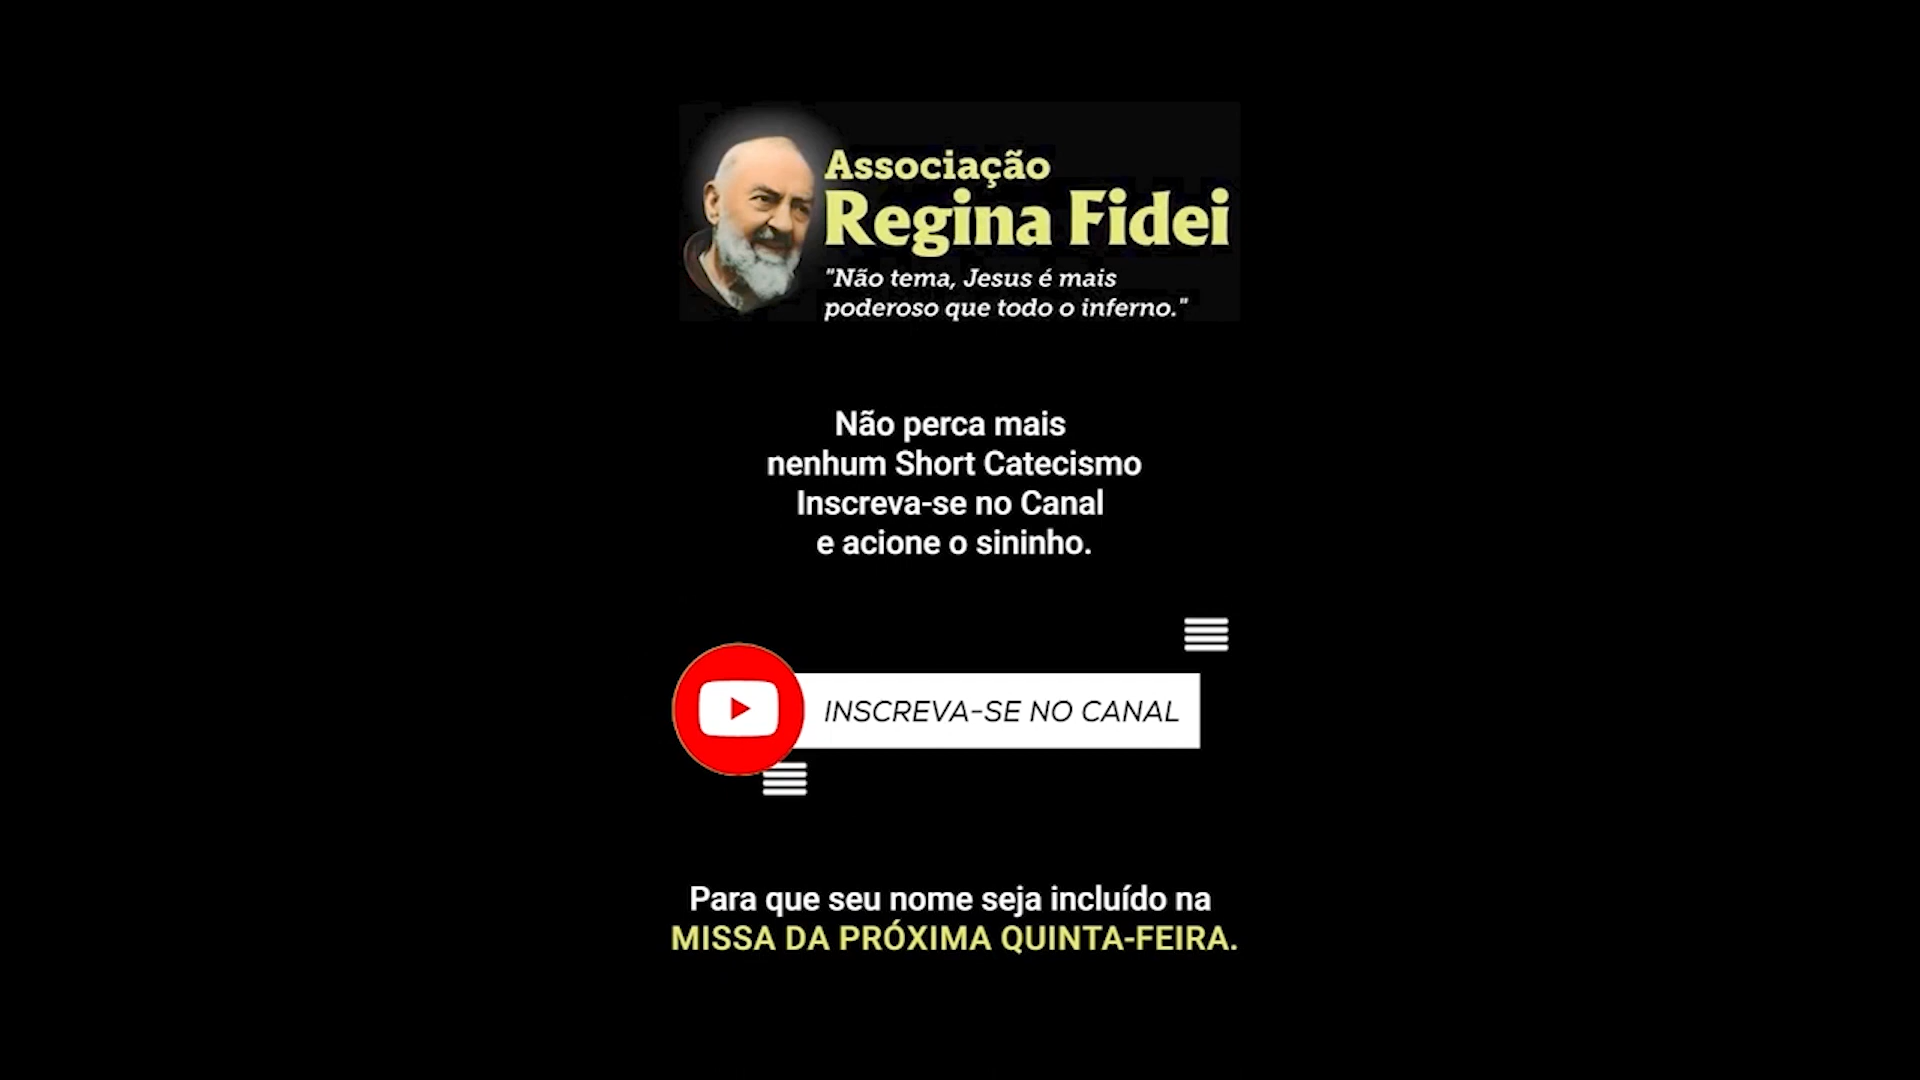 Associação
Regina Fidei
"Não tema, Jesus é mais
poderoso que todo o inferno."
Não perca mais
nenhum Short Catecismo
Inscreva-se no Canal
e acione o sininho.
INSCREVA-SE NO CANAL
Para que seu nome seja incluído na
MISSA DA PRÓXIMA QUINTA-FEIRA.